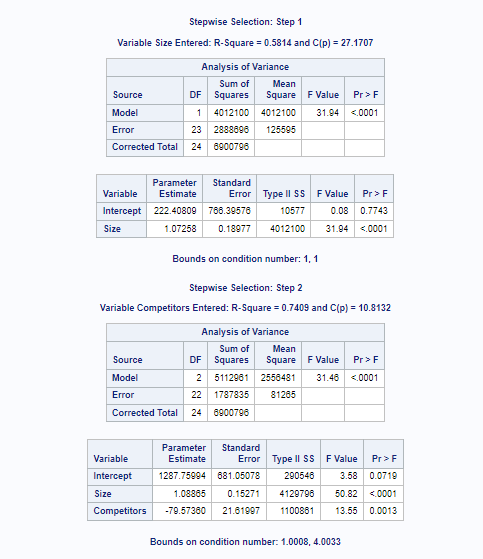 Stepwise Selection: Step 1
Variable Size Entered: R-Square = 0.5814 and C(p) = 27.1707
Analysis of Variance
Source DF Sum of Squares Mean Square F Value Pr > F
Model 1 4012100 4012100 31.94 <.0001
Error 23 2888696 125595
Corrected Total 24 6900796
Variable Parameter Estimate Standard Error Type II SS F Value Pr > F
Intercept 222.40809 766.39576 10577 0.08 0.7743
Size 1.07258 0.18977 4012100 31.94 <.0001
Bounds on condition number: 1, 1
Stepwise Selection: Step 2
Variable Competitors Entered: R-Square = 0.7409 and C(p) = 10.8132
Analysis of Variance
Source DF Sum of Squares Mean Square F Value Pr > F
Model 2 5112961 2556481 31.46 <.0001
Error 22 1787835 81265
Corrected Total 24 6900796
Variable Parameter Estimate Standard Error Type II SS F Value Pr > F
Intercept 1287.75994 681.05078 290546 3.58 0.0719
Size 1.08865 0.15271 4129796 50.82 <.0001
Competitors -79.57360 21.61997 1100861 13.55 0.0013
Bounds on condition number: 1.0008, 4.0033